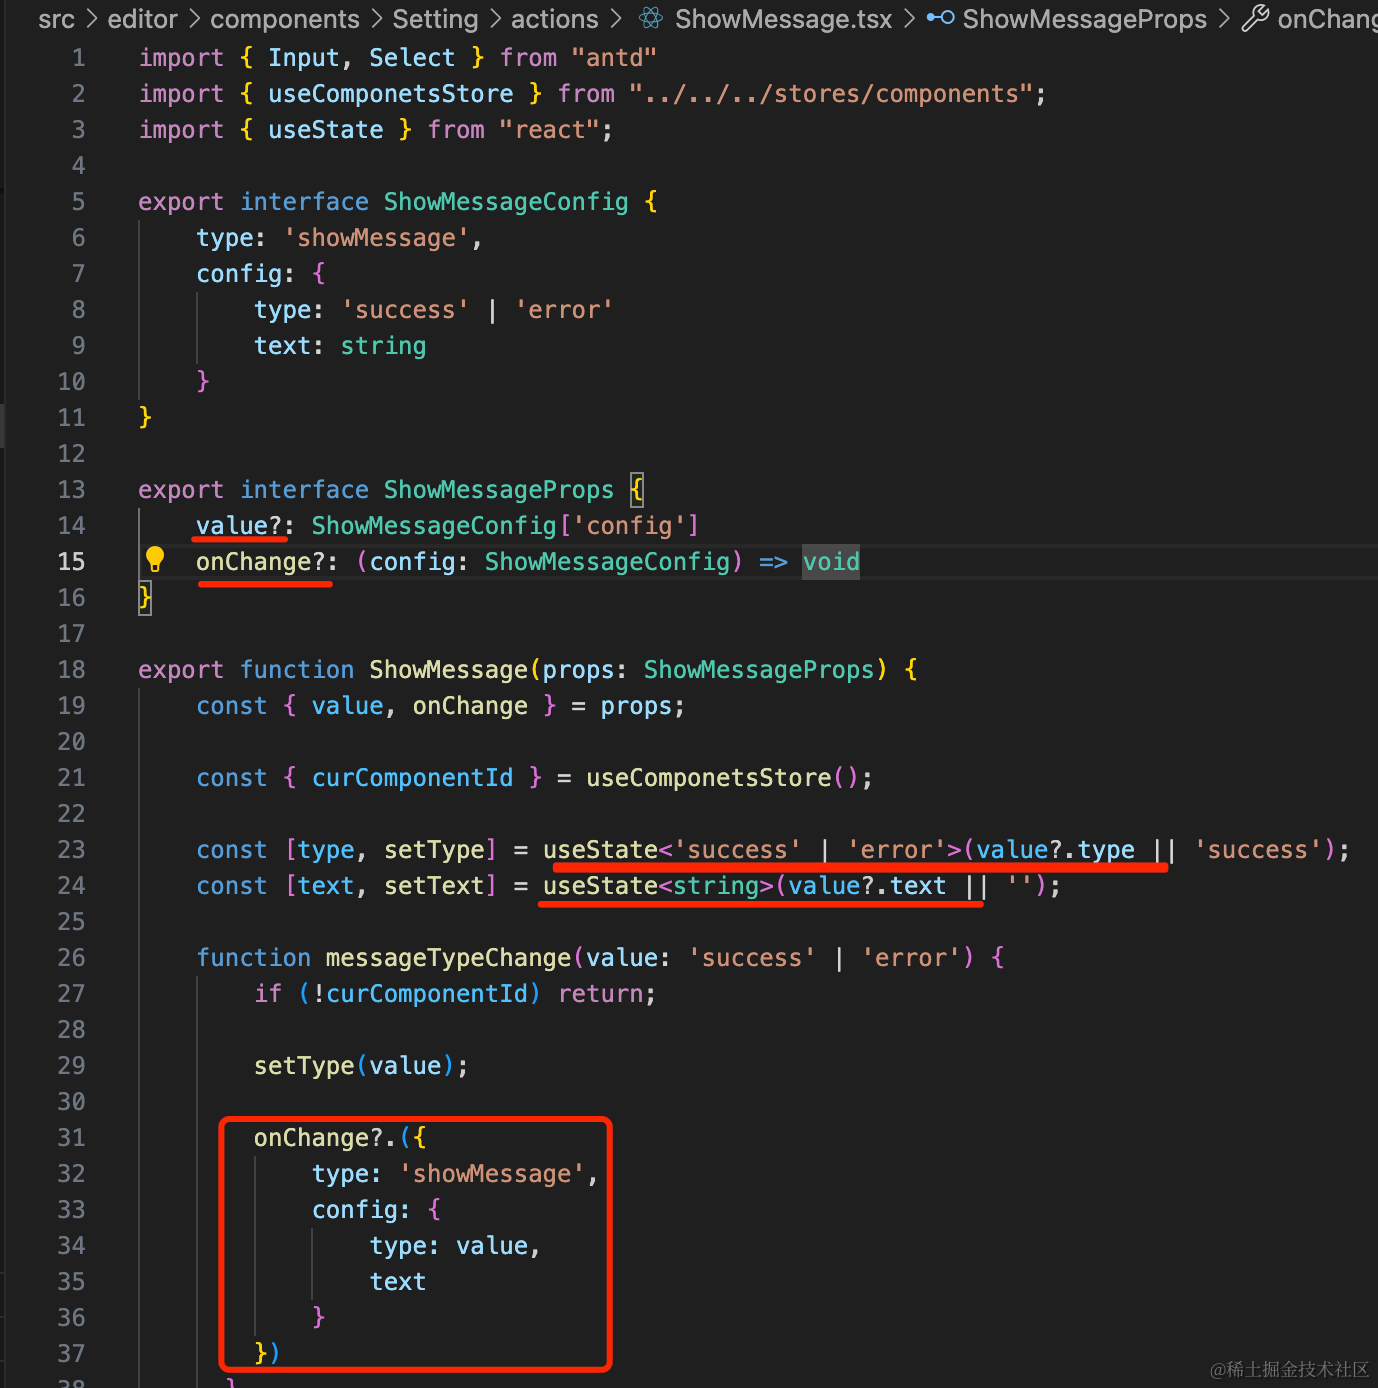 src > editor > components > Setting > actions > ShowMessage.tsx > ShowMessageProps > onChang
1 import { Input, Select } from "antd"
2 import { useComponetsStore } from "../../../stores/components";
3 import { useState } from "react";
4
5 export interface ShowMessageConfig {
6 type: 'showMessage',
7 config: {
8 type: 'success' | 'error'
9 text: string
10 }
11 }
12
13 export interface ShowMessageProps {
14 value?: ShowMessageConfig['config']
15 onChange?: (config: ShowMessageConfig) => void
16 }
17
18 export function ShowMessage(props: ShowMessageProps) {
19 const { value, onChange } = props;
20
21 const { curComponentId } = useComponetsStore();
22
23 const [type, setType] = useState<'success' | 'error'>(value?.type || 'success');
24 const [text, setText] = useState<string>(value?.text || '');
25
26 function messageTypeChange(value: 'success' | 'error') {
27 if (!curComponentId) return;
28
29 setType(value);
30
31 onChange?.({
32 type: 'showMessage',
33 config: {
34 type: value,
35 text
36 }
37 })
38 }
@稀土掘金技术社区